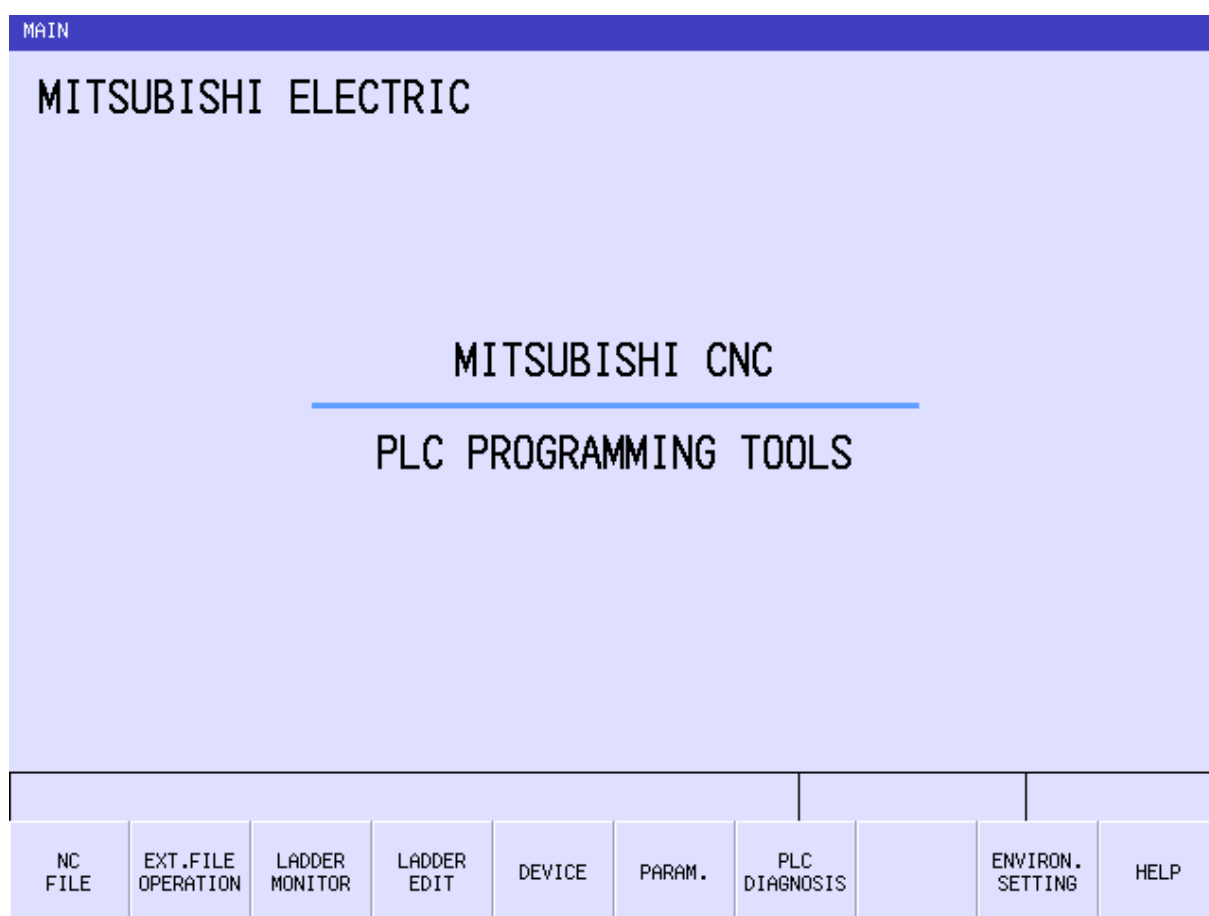 MAIN
MITSUBISHI ELECTRIC
MITSUBISHI CNC
PLC PROGRAMMING TOOLS
NC
FILE
EXT.FILE
OPERATION
LADDER
MONITOR
LADDER
EDIT
DEVICE
PARAM.
PLC
DIAGNOSIS
ENVIRON.
SETTING
HELP